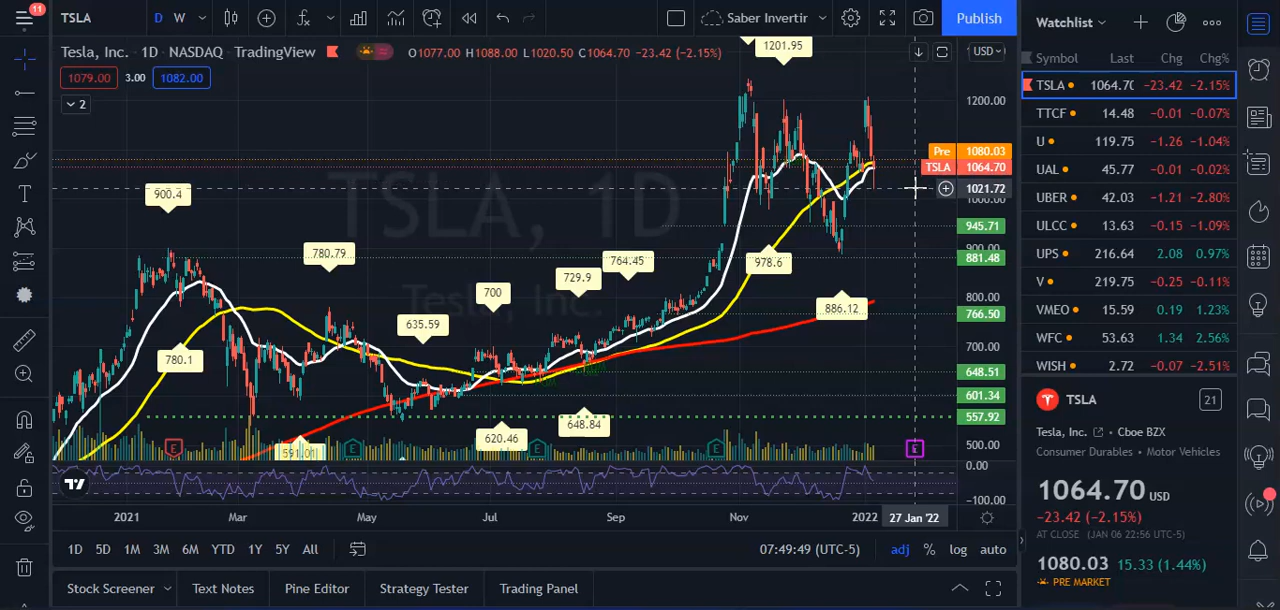 11
TSLA
D W
Saber Invertir
Publish
Tesla, Inc. 1D NASDAQ TradingView O1077.00 H1088.00 L1020.50 C1064.70 −23.42 (−2.15%)
USD
1079.00 3.00 1082.00
2
TSLA, 1D
Tesla, Inc.
1201.95
900.4
780.79
764.45
729.9
700
635.59
780.1
978.6
886.12
591.01
620.46
648.84
1200.00
Pre 1080.03
TSLA 1064.70
1021.72
1000.00
945.71
900.00
881.48
800.00
766.50
700.00
648.51
601.34
557.92
500.00
0.00
-100.00
E E E E E
2021 Mar May Jul Sep Nov 2022 27 Jan '22
1D 5D 1M 3M 6M YTD 1Y 5Y All
07:49:49 (UTC-5) adj % log auto
Stock Screener Text Notes Pine Editor Strategy Tester Trading Panel
Watchlist
Symbol Last Chg Chg%
TSLA 1064.70 −23.42 −2.15%
TTCF 14.48 −0.01 −0.07%
U 119.75 −1.26 −1.04%
UAL 45.77 −0.01 −0.02%
UBER 42.03 −1.21 −2.80%
ULCC 13.63 −0.15 −1.09%
UPS 216.64 2.08 0.97%
V 219.75 −0.25 −0.11%
VMEO 15.59 0.19 1.23%
WFC 53.63 1.34 2.56%
WISH 2.72 −0.07 −2.51%
TSLA
21
Tesla, Inc. • Cboe BZX
Consumer Durables • Motor Vehicles
1064.70 USD
−23.42 (−2.15%)
AT CLOSE (JAN 06 22:56 UTC-5)
1080.03 15.33 (1.44%)
PRE MARKET